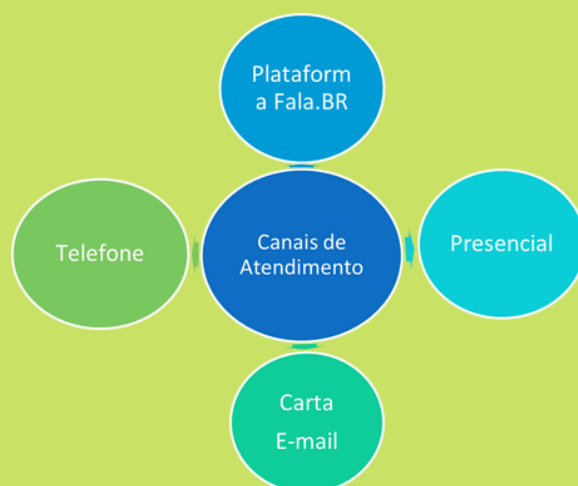 Plataform
a Fala.BR
Telefone
Canais de
Atendimento
Presencial
Carta
E-mail